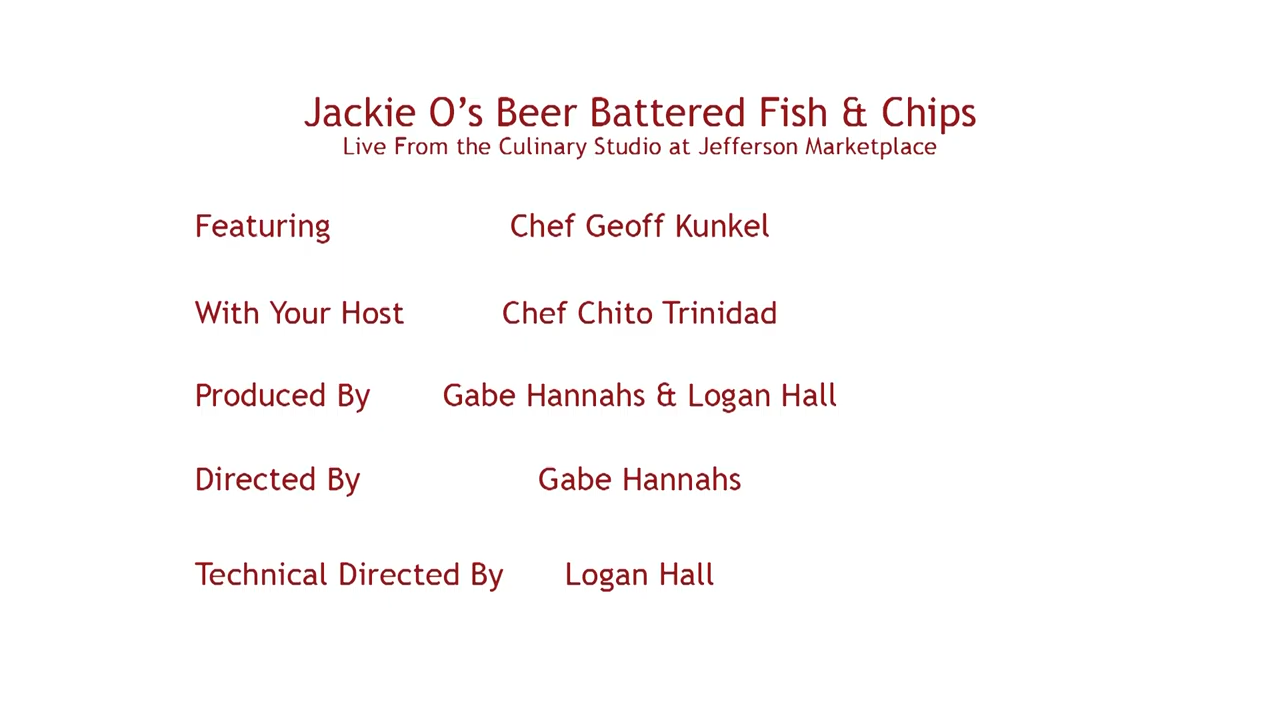 Jackie O’s Beer Battered Fish & Chips
Live From the Culinary Studio at Jefferson Marketplace
Featuring Chef Geoff Kunkel
With Your Host Chef Chito Trinidad
Produced By Gabe Hannahs & Logan Hall
Directed By Gabe Hannahs
Technical Directed By Logan Hall